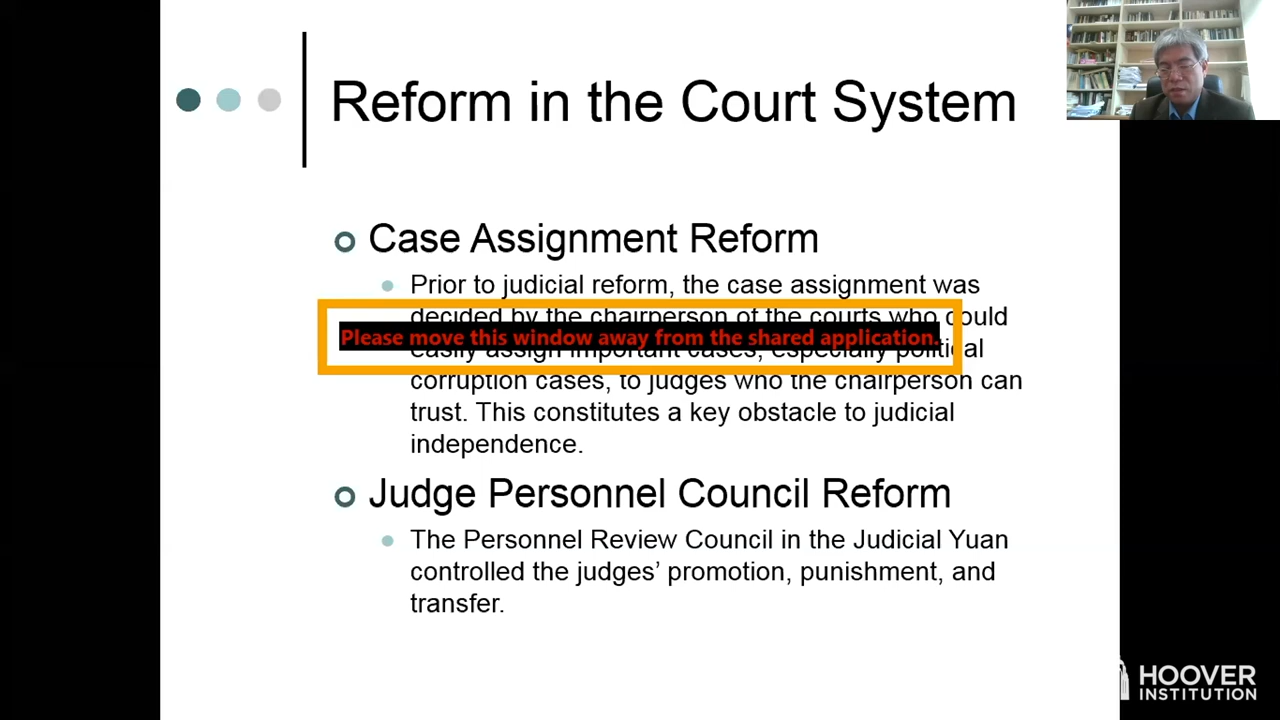 Reform in the Court System
Case Assignment Reform
Prior to judicial reform, the case assignment was
decided by the chairperson of the courts who could
Please move this window away from the shared application.
easily assign important cases, especially political
corruption cases, to judges who the chairperson can
trust. This constitutes a key obstacle to judicial
independence.
Judge Personnel Council Reform
The Personnel Review Council in the Judicial Yuan
controlled the judges’ promotion, punishment, and
transfer.
HOOVER
INSTITUTION